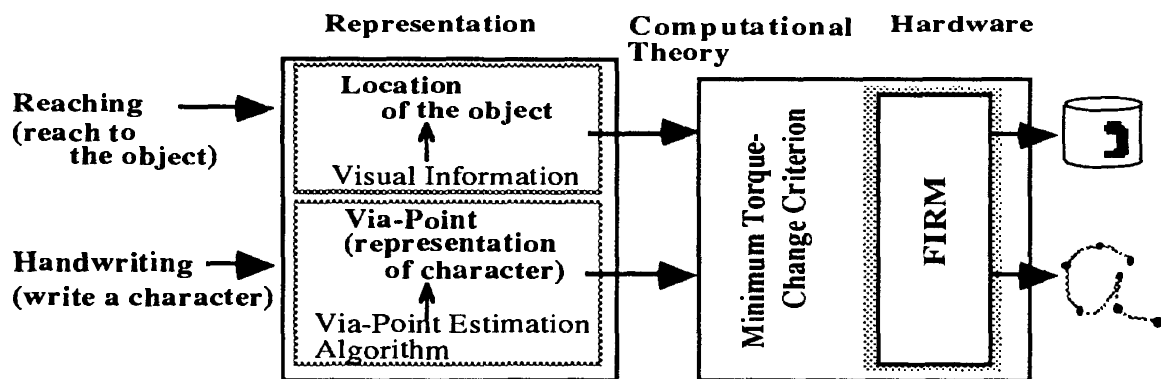 Representation
Computational
Theory
Hardware
Reaching
(reach to
the object)
Location
of the object
Visual Information
Handwriting
(write a character)
Via-Point
(representation
of character)
Via-Point Estimation
Algorithm
Minimum Torque-
Change Criterion
FIRM